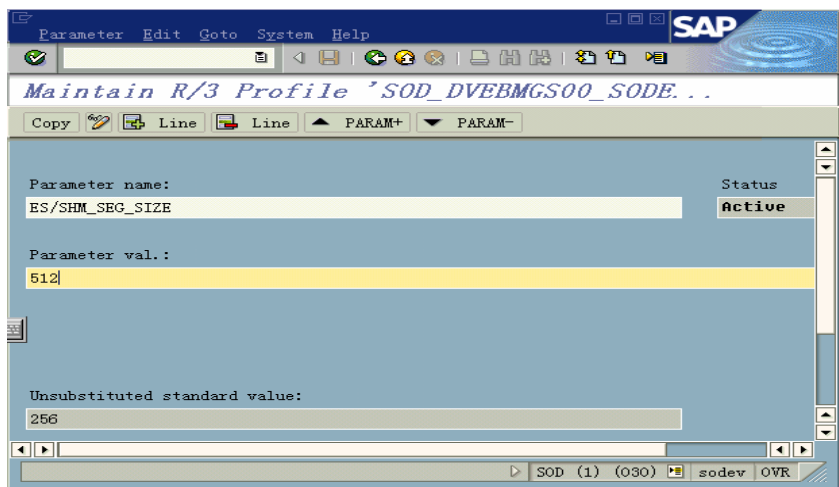 Parameter Edit Goto System Help
SAP
Maintain R/3 Profile 'SOD_DVEBMGS00_SODE...
Copy Line Line PARAM+ PARAM-
Parameter name: Status
ES/SHM_SEG_SIZE Active
Parameter val.:
512
Unsubstituted standard value:
256
SOD (1) (030) sodev OVR